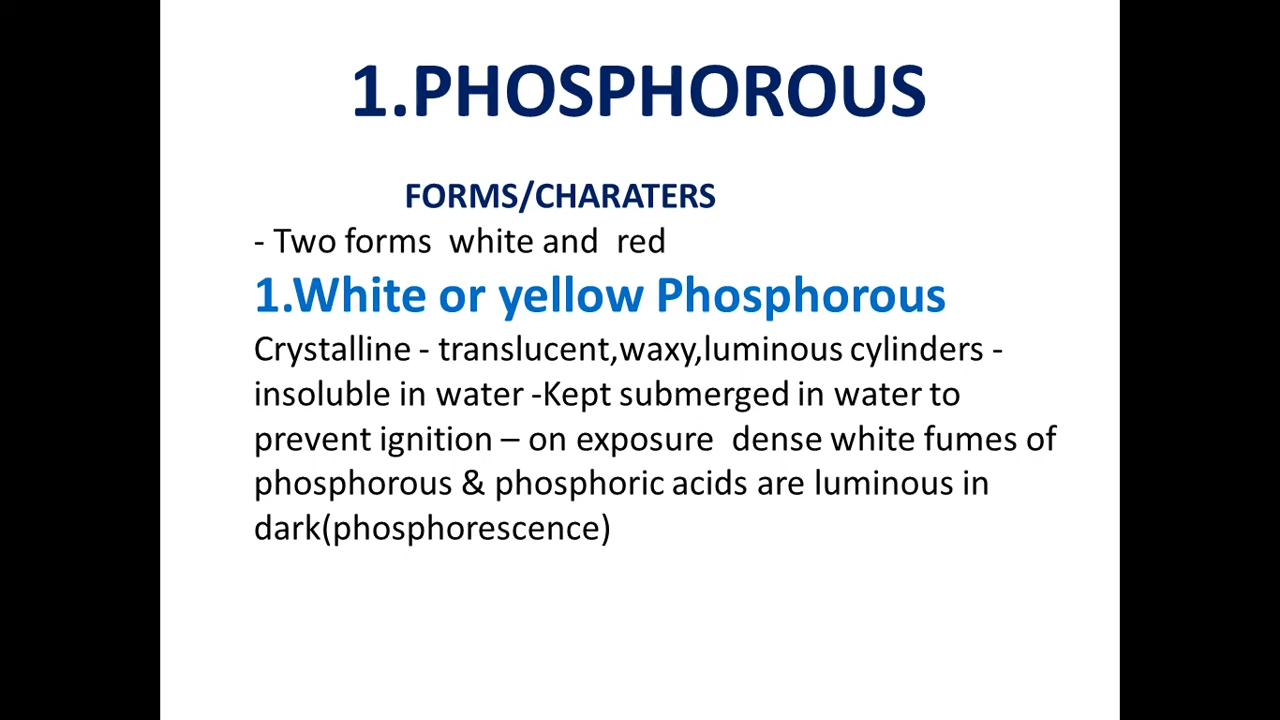 1.PHOSPHOROUS
FORMS/CHARATERS
- Two forms white and red
1.White or yellow Phosphorous
Crystalline - translucent,waxy,luminous cylinders -
insoluble in water -Kept submerged in water to
prevent ignition – on exposure dense white fumes of
phosphorous & phosphoric acids are luminous in
dark(phosphorescence)